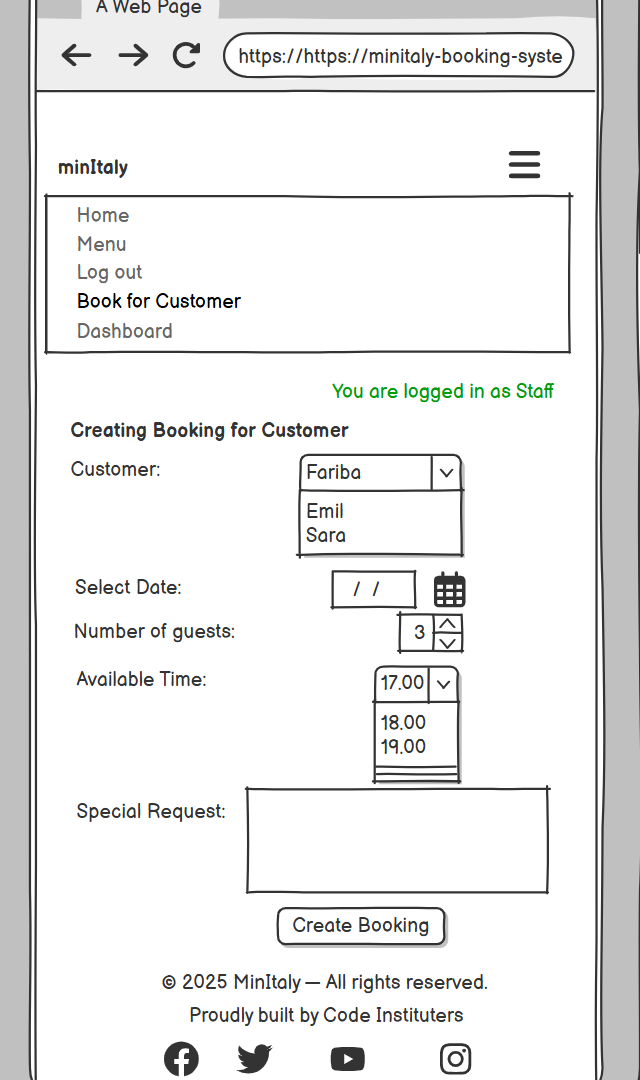 A Web Page
https://https://minitaly-booking-syste
minItaly
Home
Menu
Log out
Book for Customer
Dashboard
You are logged in as Staff
Creating Booking for Customer
Customer:
Fariba
Emil
Sara
Select Date:
/ /
Number of guests:
3
Available Time:
17.00
18.00
19.00
Special Request:
Create Booking
© 2025 MinItaly — All rights reserved.
Proudly built by Code Instituters